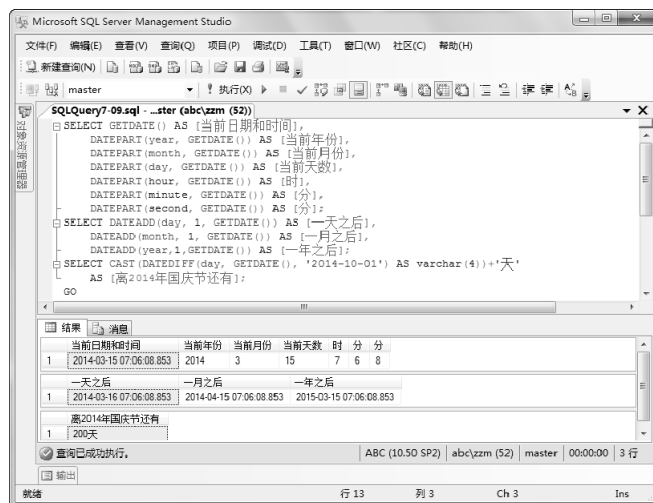 Microsoft SQL Server Management Studio
文件(F) 编辑(E) 查看(V) 查询(Q) 项目(P) 调试(D) 工具(T) 窗口(W) 社区(C) 帮助(H)
新建查询(N)
master 执行(X)
对象资源管理器
SQLQuery7-09.sql - ...ster (abc\zzm (52))
SELECT GETDATE() AS [当前日期和时间],
DATEPART(year, GETDATE()) AS [当前年份],
DATEPART(month, GETDATE()) AS [当前月份],
DATEPART(day, GETDATE()) AS [当前天数],
DATEPART(hour, GETDATE()) AS [时],
DATEPART(minute, GETDATE()) AS [分],
DATEPART(second, GETDATE()) AS [分];
SELECT DATEADD(day, 1, GETDATE()) AS [一天之后],
DATEADD(month, 1, GETDATE()) AS [一月之后],
DATEADD(year,1,GETDATE()) AS [一年之后];
SELECT CAST(DATEDIFF(day, GETDATE(), '2014-10-01') AS varchar(4))+'天'
AS [离2014年国庆节还有];
GO
结果 消息
当前日期和时间 当前年份 当前月份 当前天数 时 分 分
1 2014-03-15 07:06:08.853 2014 3 15 7 6 8
一天之后 一月之后 一年之后
1 2014-03-16 07:06:08.853 2014-04-15 07:06:08.853 2015-03-15 07:06:08.853
离2014年国庆节还有
1 200天
查询已成功执行。 ABC (10.50 SP2) abc\zzm (52) master 00:00:00 3 行
输出
就绪 行 13 列 3 Ch 3 Ins